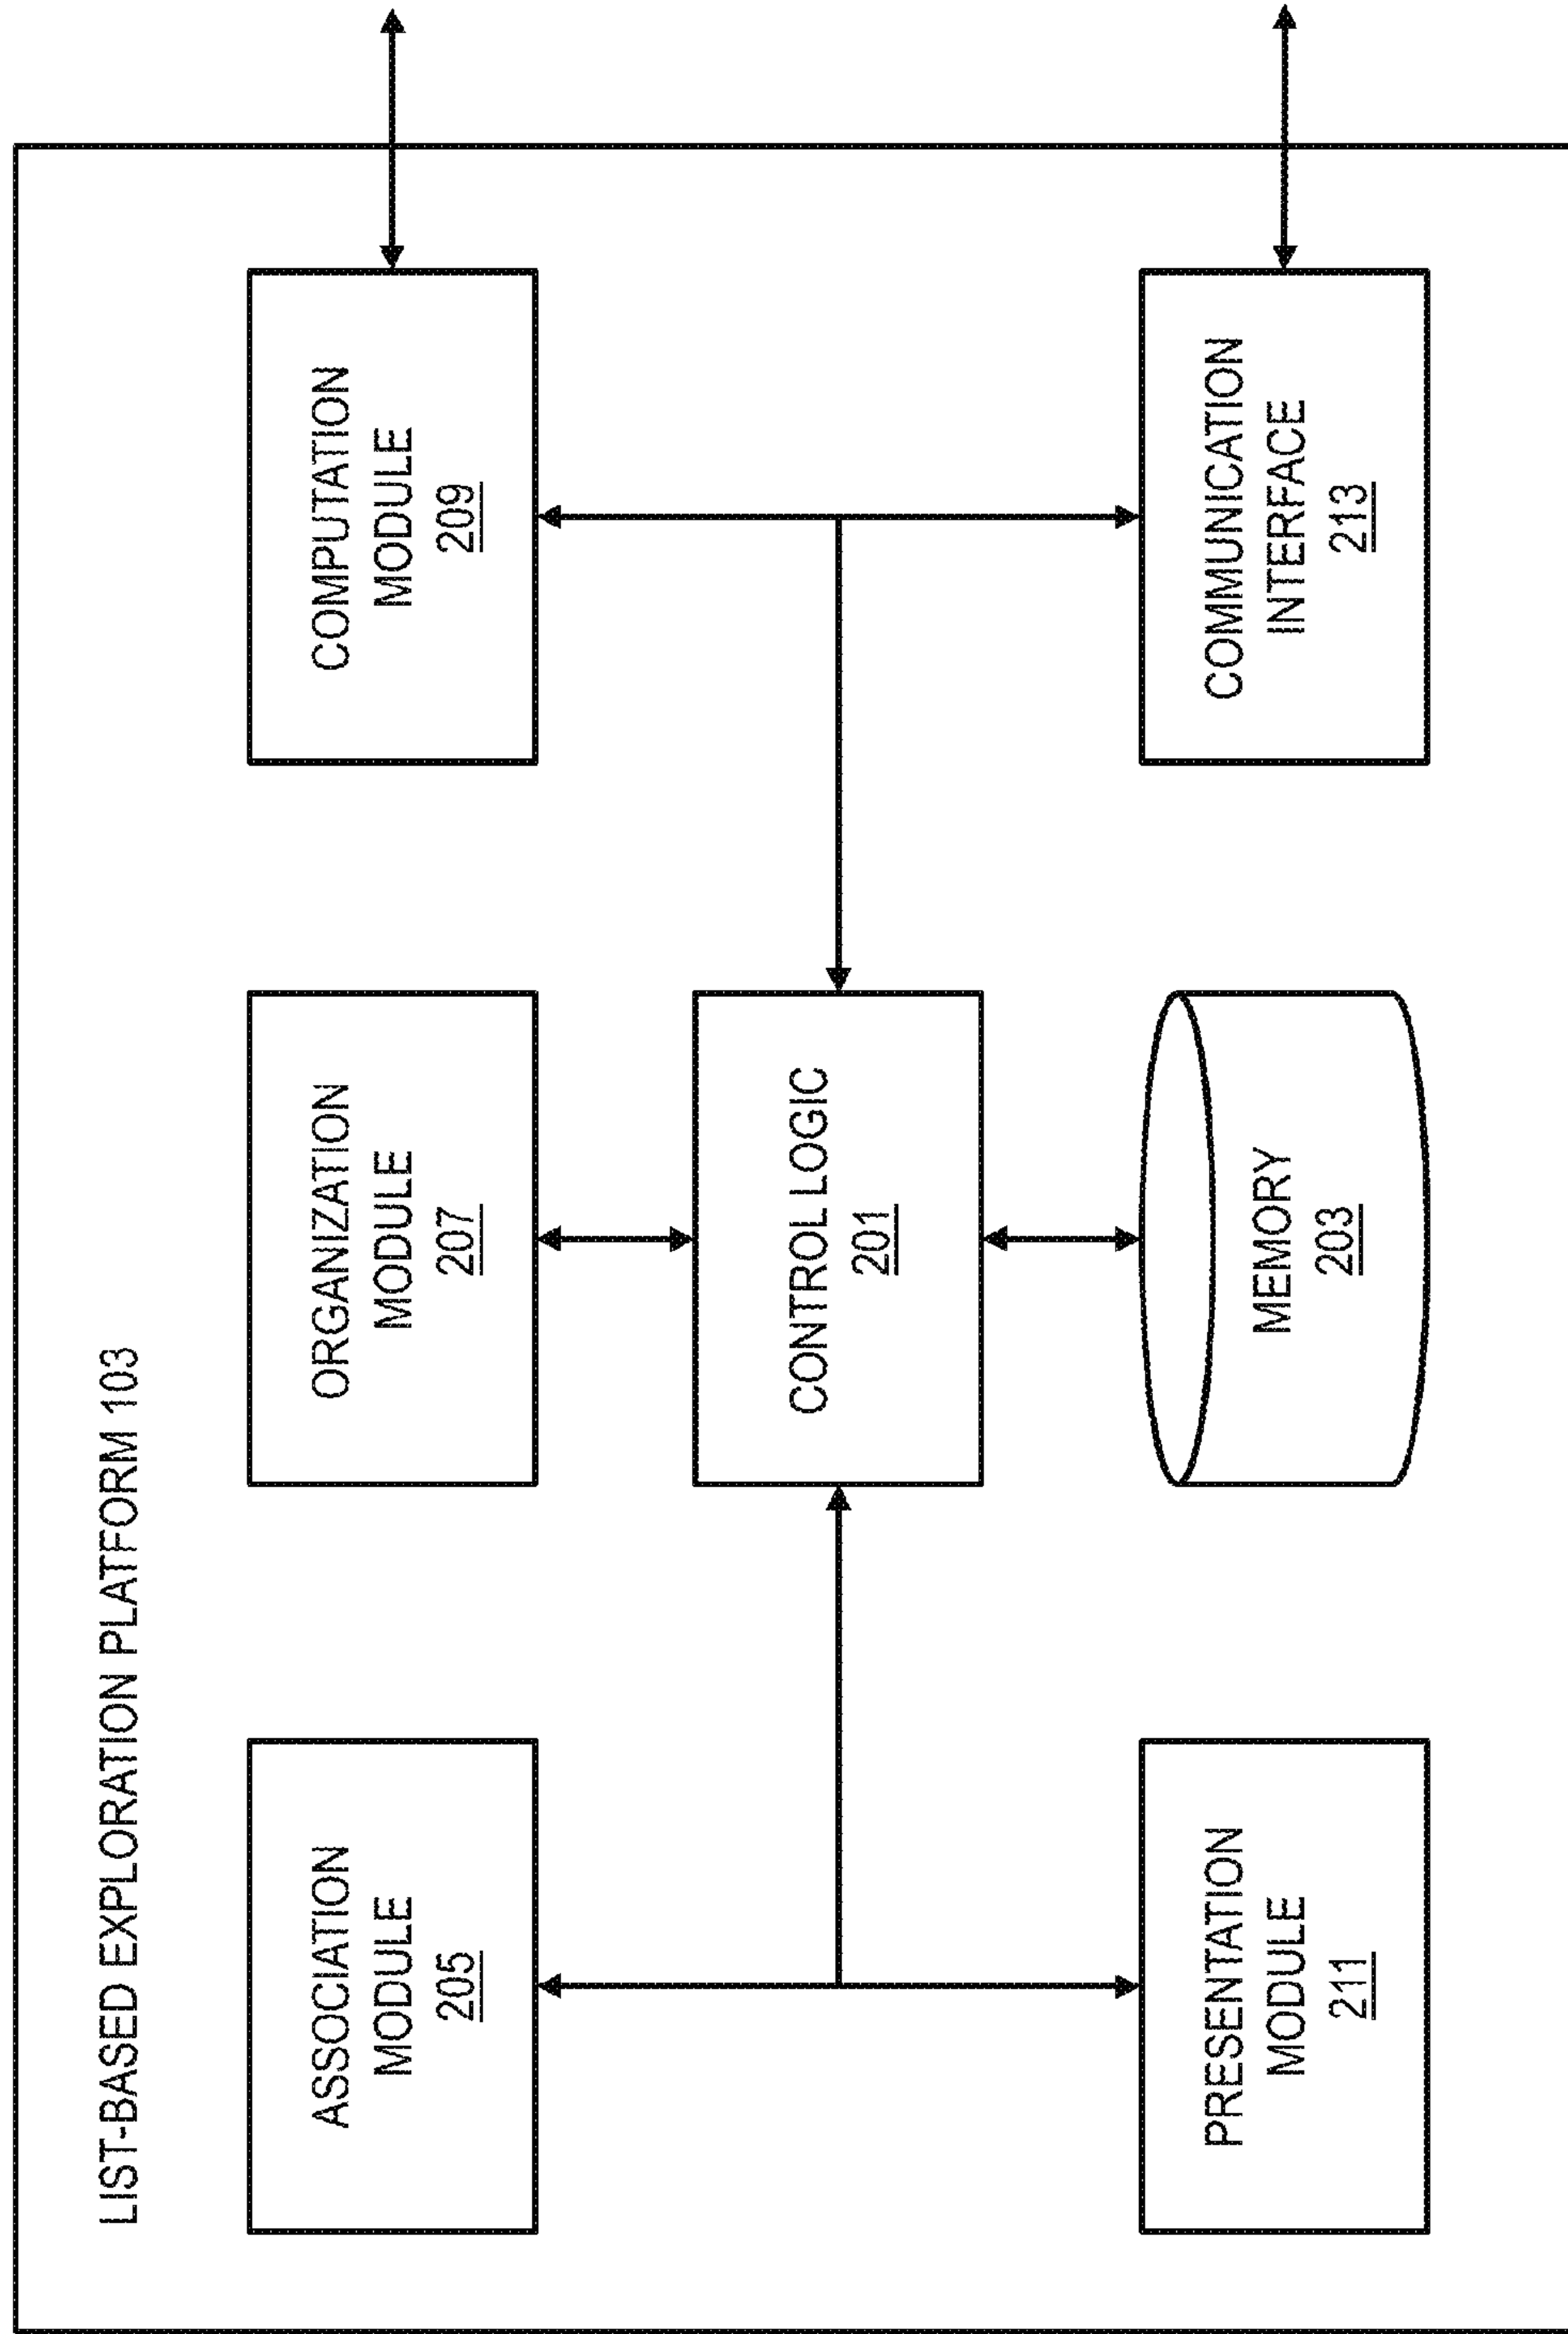 LIST-BASED EXPLORATION PLATFORM 103
ASSOCIATION
MODULE
205
ORGANIZATION
MODULE
207
COMPUTATION
MODULE
209
CONTROL LOGIC
201
PRESENTATION
MODULE
211
MEMORY
203
COMMUNICATION
INTERFACE
213